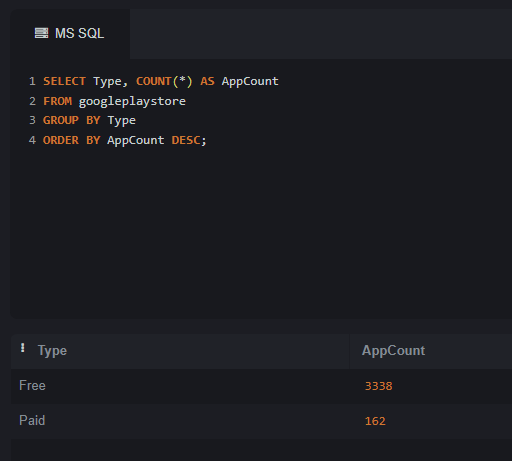 MS SQL
1 SELECT Type, COUNT(*) AS AppCount
2 FROM googleplaystore
3 GROUP BY Type
4 ORDER BY AppCount DESC;
Type AppCount
Free 3338
Paid 162